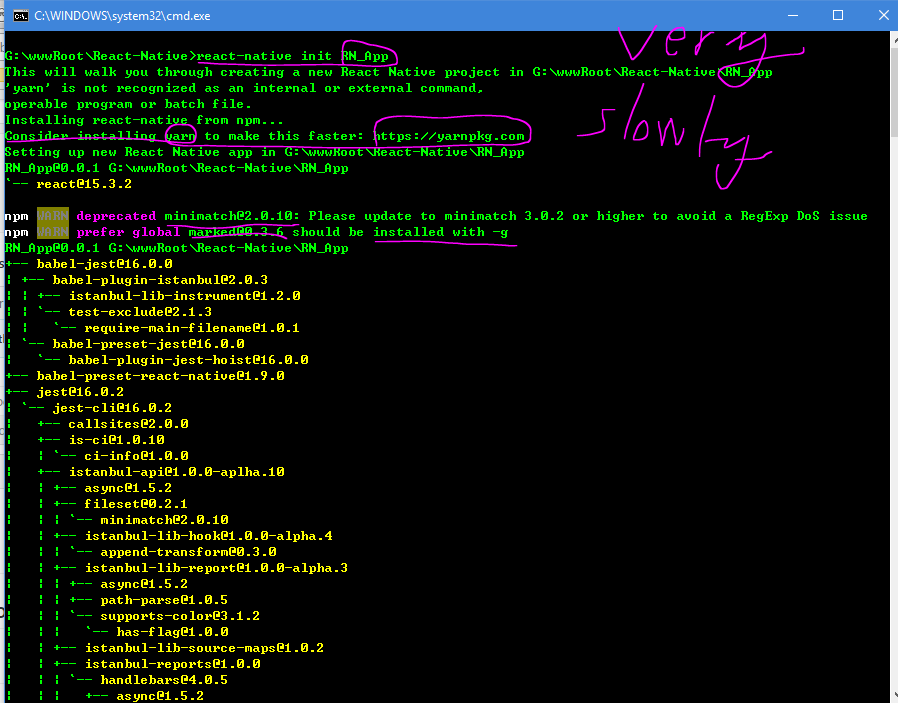 C:\WINDOWS\system32\cmd.exe
G:\wwwRoot\React-Native>react-native init RN_App
This will walk you through creating a new React Native project in G:\wwwRoot\React-Native\RN_App
'yarn' is not recognized as an internal or external command,
operable program or batch file.
Installing react-native from npm...
Consider installing yarn to make this faster: https://yarnpkg.com
Setting up new React Native app in G:\wwwRoot\React-Native\RN_App
RN_App@0.0.1 G:\wwwRoot\React-Native\RN_App
`-- react@15.3.2
very
slowly
npm WARN deprecated minimatch@2.0.10: Please update to minimatch 3.0.2 or higher to avoid a RegExp DoS issue
npm WARN prefer global marked@0.3.6 should be installed with -g
RN_App@0.0.1 G:\wwwRoot\React-Native\RN_App
+-- babel-jest@16.0.0
| +-- babel-plugin-istanbul@2.0.3
| | +-- istanbul-lib-instrument@1.2.0
| | `-- test-exclude@2.1.3
| |   `-- require-main-filename@1.0.1
| `-- babel-preset-jest@16.0.0
|   `-- babel-plugin-jest-hoist@16.0.0
+-- babel-preset-react-native@1.9.0
+-- jest@16.0.2
| `-- jest-cli@16.0.2
|   +-- callsites@2.0.0
|   +-- is-ci@1.0.10
|   | `-- ci-info@1.0.0
|   +-- istanbul-api@1.0.0-aplha.10
|   | +-- async@1.5.2
|   | +-- fileset@0.2.1
|   | | `-- minimatch@2.0.10
|   | +-- istanbul-lib-hook@1.0.0-alpha.4
|   | | `-- append-transform@0.3.0
|   | +-- istanbul-lib-report@1.0.0-alpha.3
|   | | +-- async@1.5.2
|   | | +-- path-parse@1.0.5
|   | | `-- supports-color@3.1.2
|   | |   `-- has-flag@1.0.0
|   | +-- istanbul-lib-source-maps@1.0.2
|   | +-- istanbul-reports@1.0.0
|   | | `-- handlebars@4.0.5
|   | |   +-- async@1.5.2